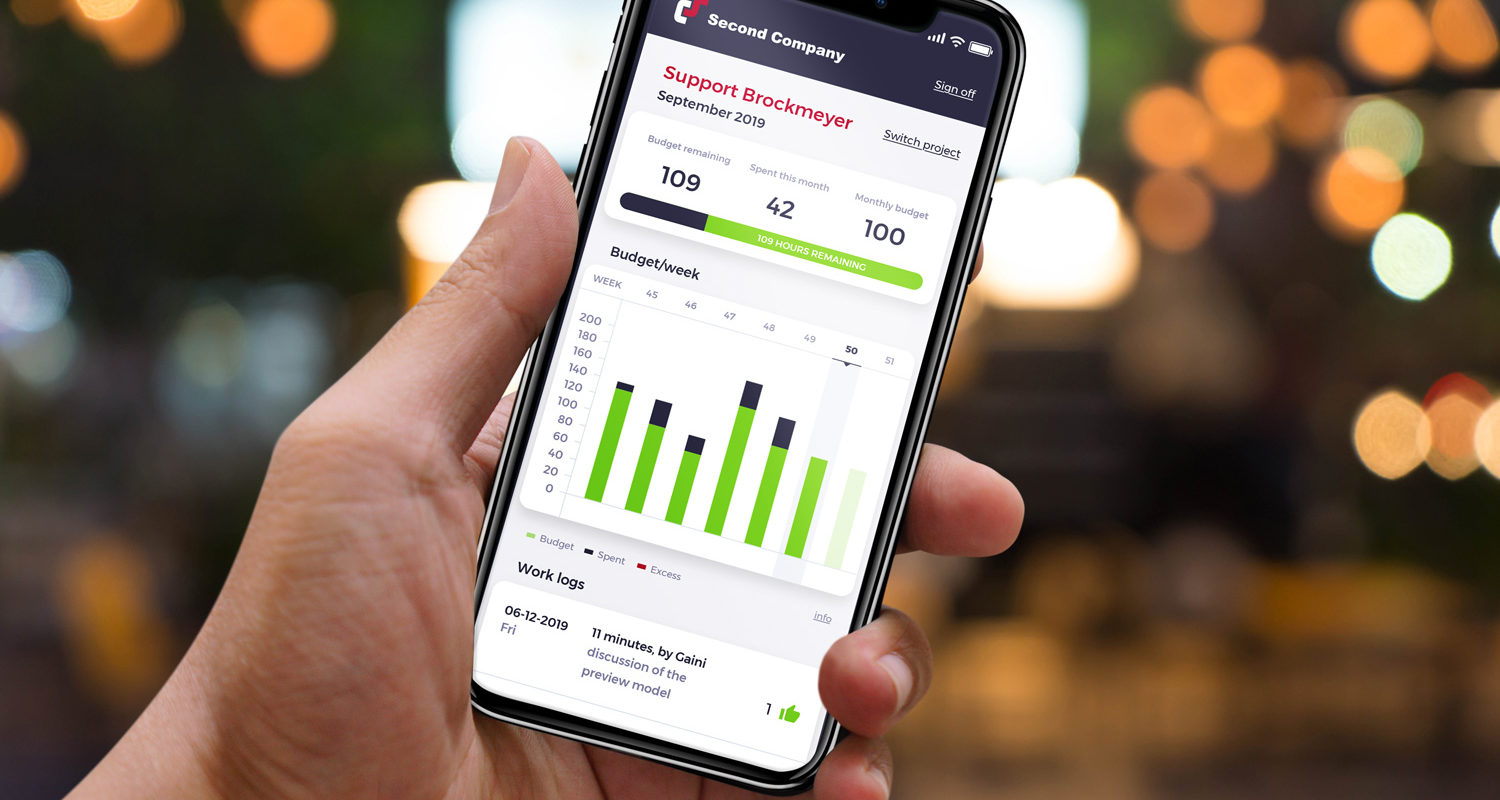 Second Company
Sign off
Support Brockmeyer
September 2019
Switch project
Budget remaining
109
Spent this month
42
Monthly budget
100
109 HOURS REMAINING
Budget/week
WEEK 45 46 47 48 49 50 51
200
180
160
140
120
100
80
60
40
20
0
Budget Spent Excess
Work logs
info
06-12-2019
Fri
11 minutes, by Gaini
discussion of the
preview model
1